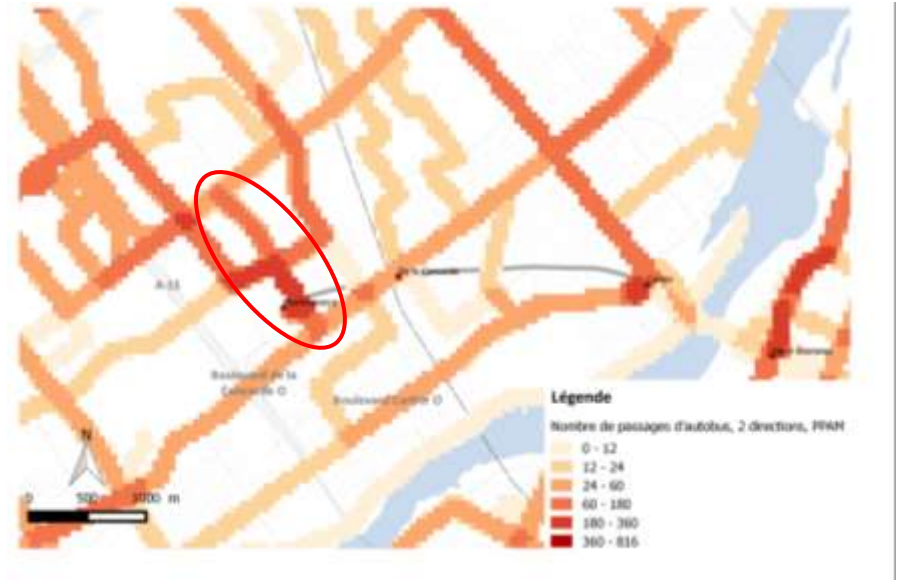 A-15
Boulevard de la
Concorde O
Boulevard Cartier O
N
0 500 1000 m
Légende
Nombre de passages d'autobus, 2 directions, PPAM
0 - 12
12 - 24
24 - 60
60 - 180
180 - 360
360 - 816